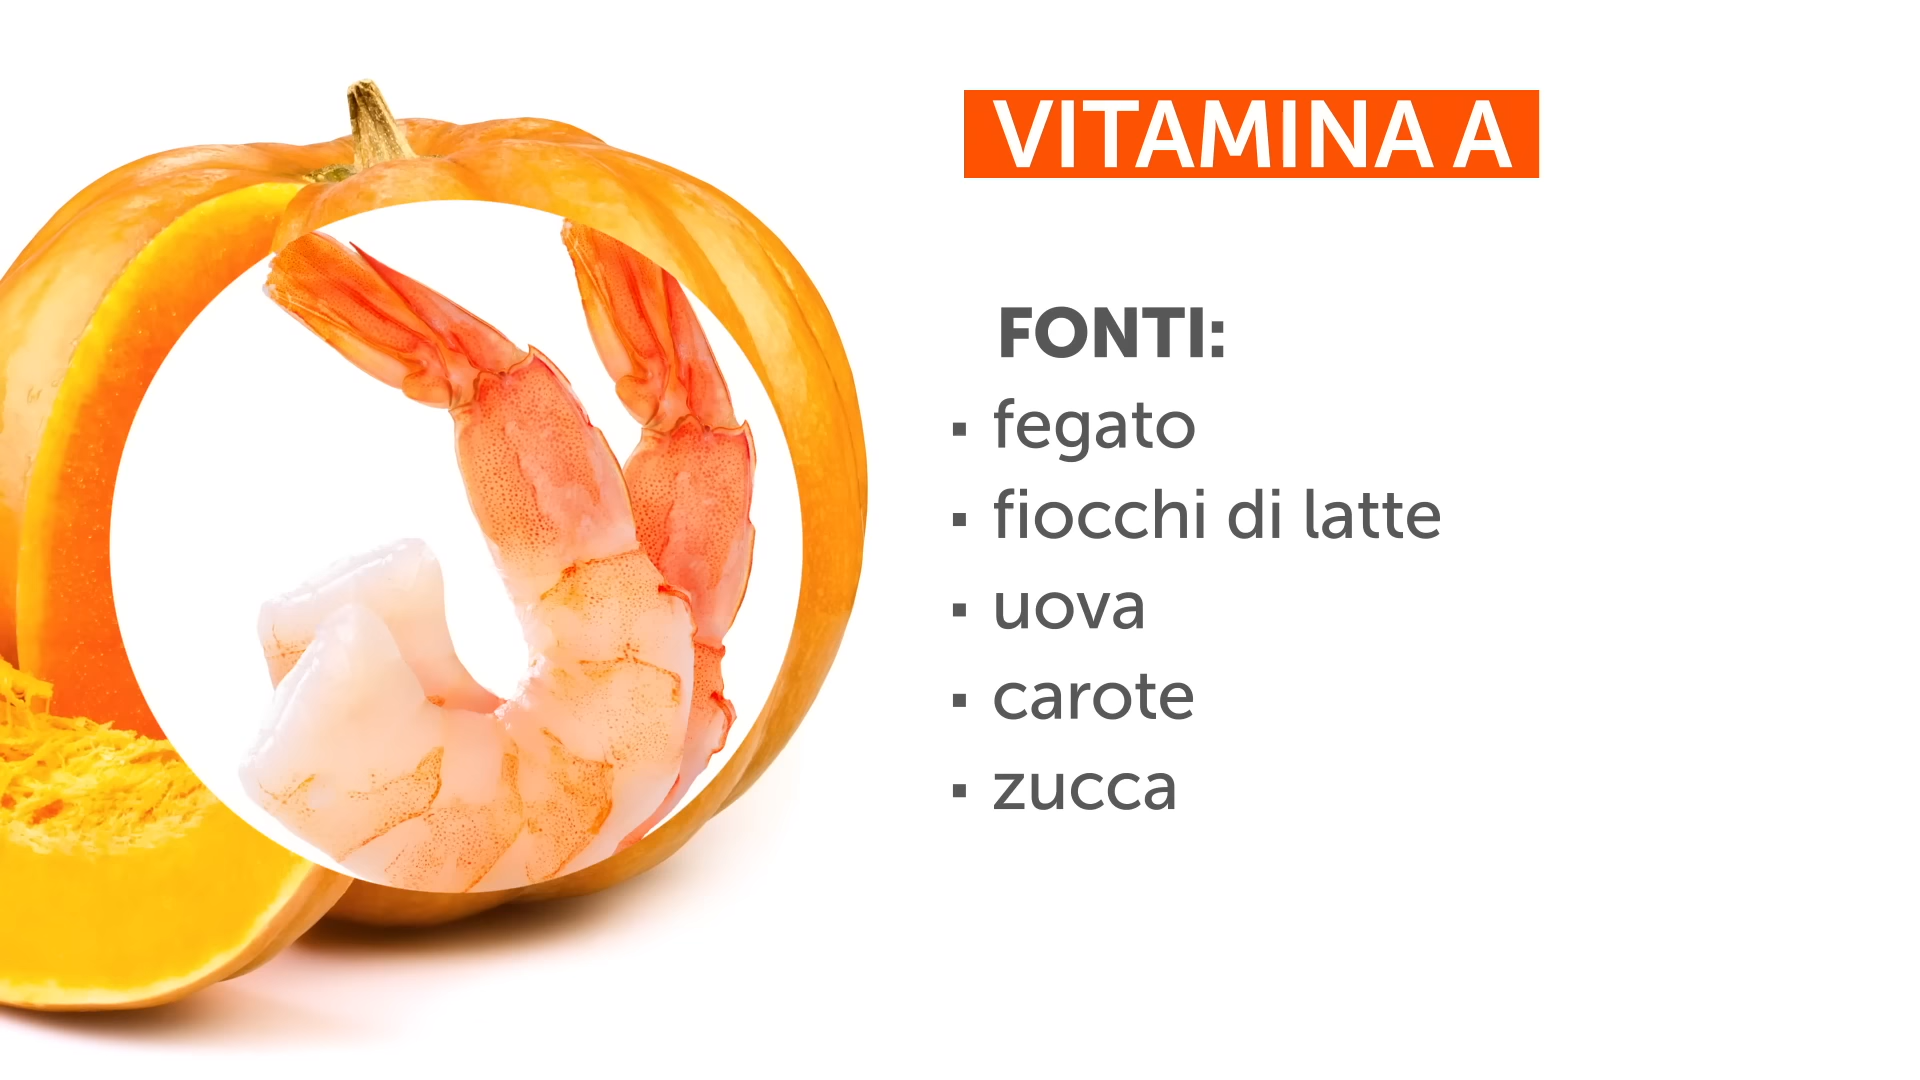 VITAMINA A
FONTI:
▪ fegato
▪ fiocchi di latte
▪ uova
▪ carote
▪ zucca